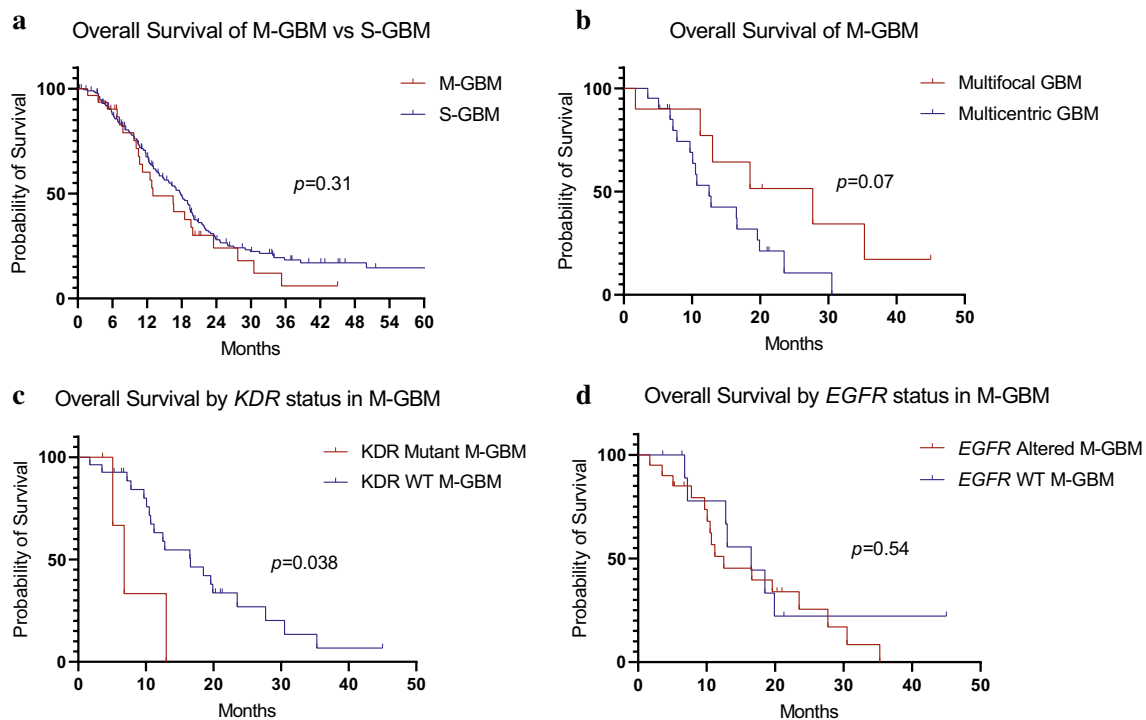 a
Overall Survival of M-GBM vs S-GBM
M-GBM
S-GBM
Probability of Survival
100
50
0
p=0.31
0 6 12 18 24 30 36 42 48 54 60
Months
b
Overall Survival of M-GBM
Multifocal GBM
Multicentric GBM
Probability of Survival
100
50
0
p=0.07
0 10 20 30 40 50
Months
c
Overall Survival by KDR status in M-GBM
KDR Mutant M-GBM
KDR WT M-GBM
Probability of Survival
100
50
0
p=0.038
0 10 20 30 40 50
Months
d
Overall Survival by EGFR status in M-GBM
EGFR Altered M-GBM
EGFR WT M-GBM
Probability of Survival
100
50
0
p=0.54
0 10 20 30 40 50
Months